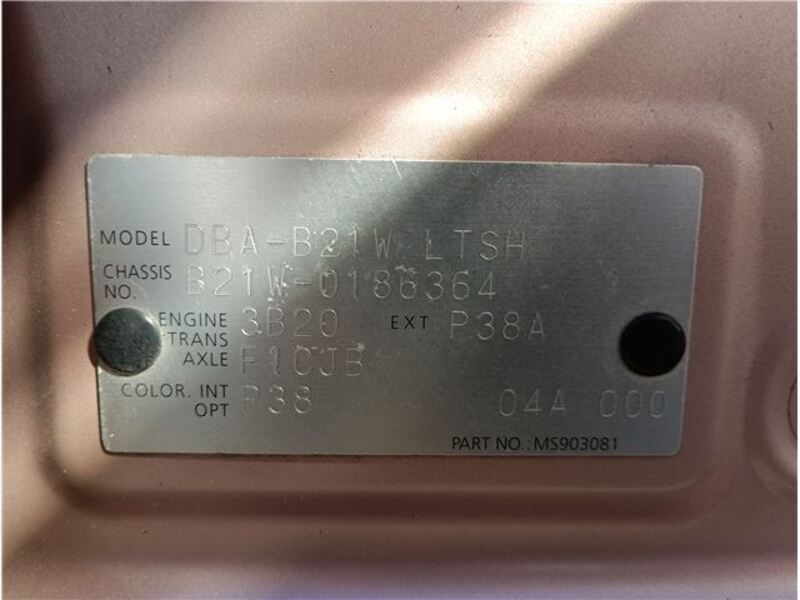 MODEL DBA-B21W LTSH
CHASSIS NO. B21W-0186364
ENGINE 3B20 EXT P38A
TRANS AXLE F1CJB
COLOR. INT OPT P38 04A 000
PART NO.: MS903081